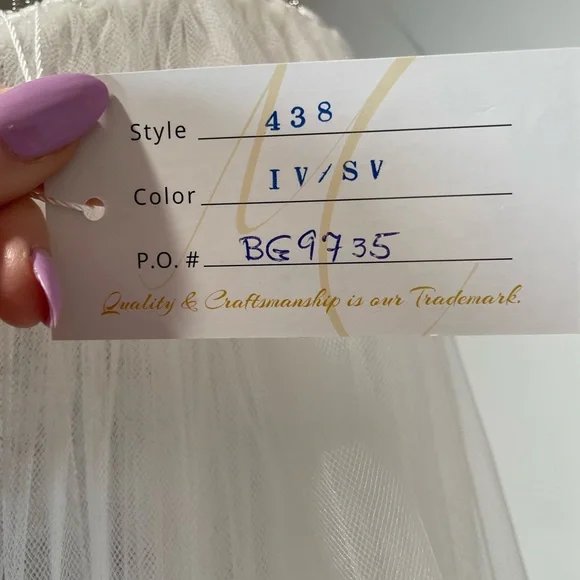 Style 438
Color IV/SV
P.O. # BG9735
Quality & Craftsmanship is our Trademark.